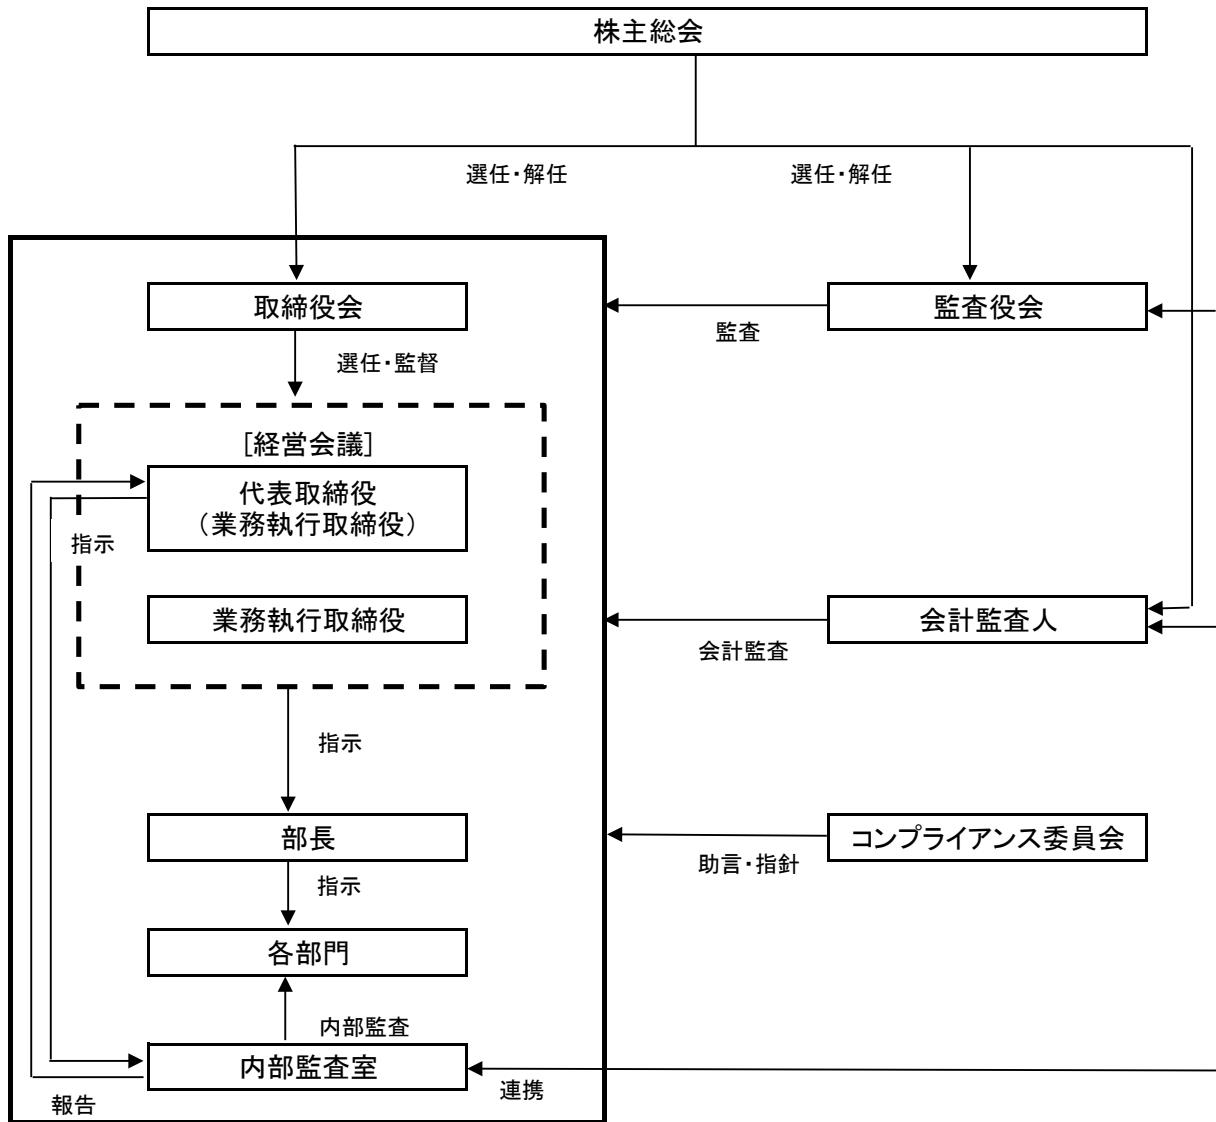 株主総会
選任・解任
選任・解任
取締役会
監査役会
監査
選任・監督
[経営会議]
代表取締役
（業務執行取締役）
指示
業務執行取締役
会計監査人
会計監査
指示
部長
コンプライアンス委員会
助言・指針
指示
各部門
内部監査
内部監査室
連携
報告